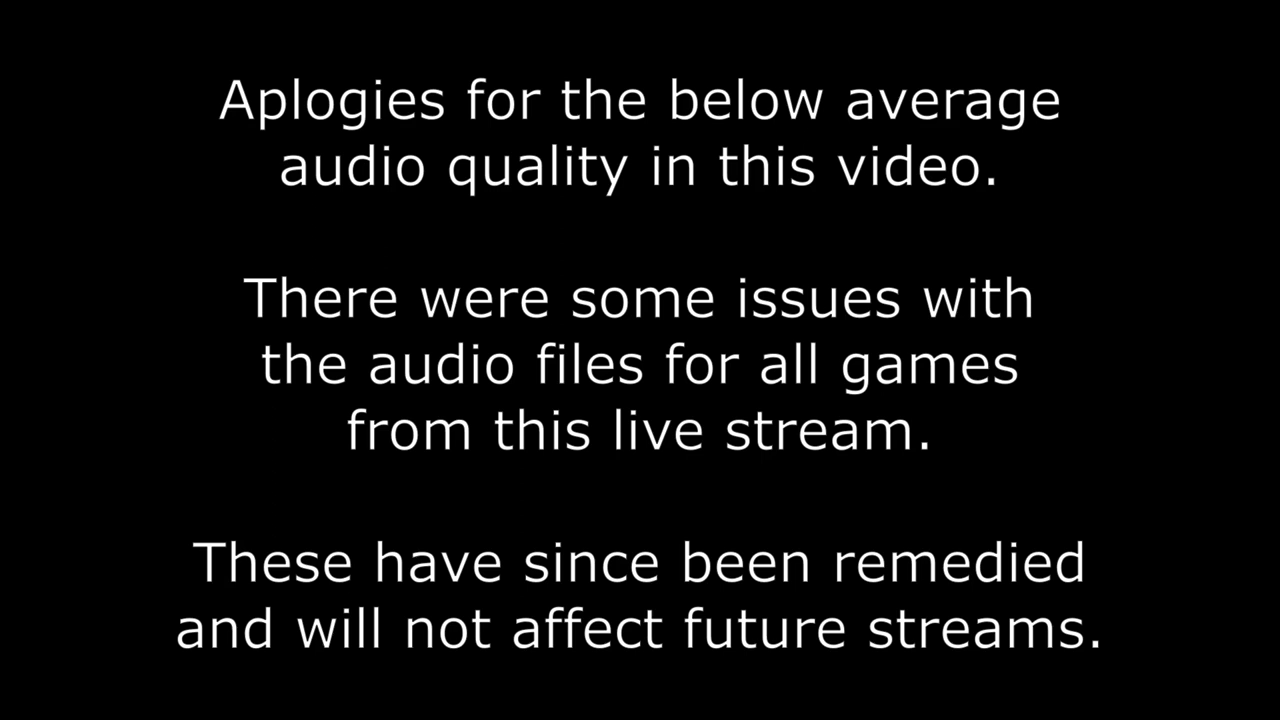 Aplogies for the below average
audio quality in this video.
There were some issues with
the audio files for all games
from this live stream.
These have since been remedied
and will not affect future streams.